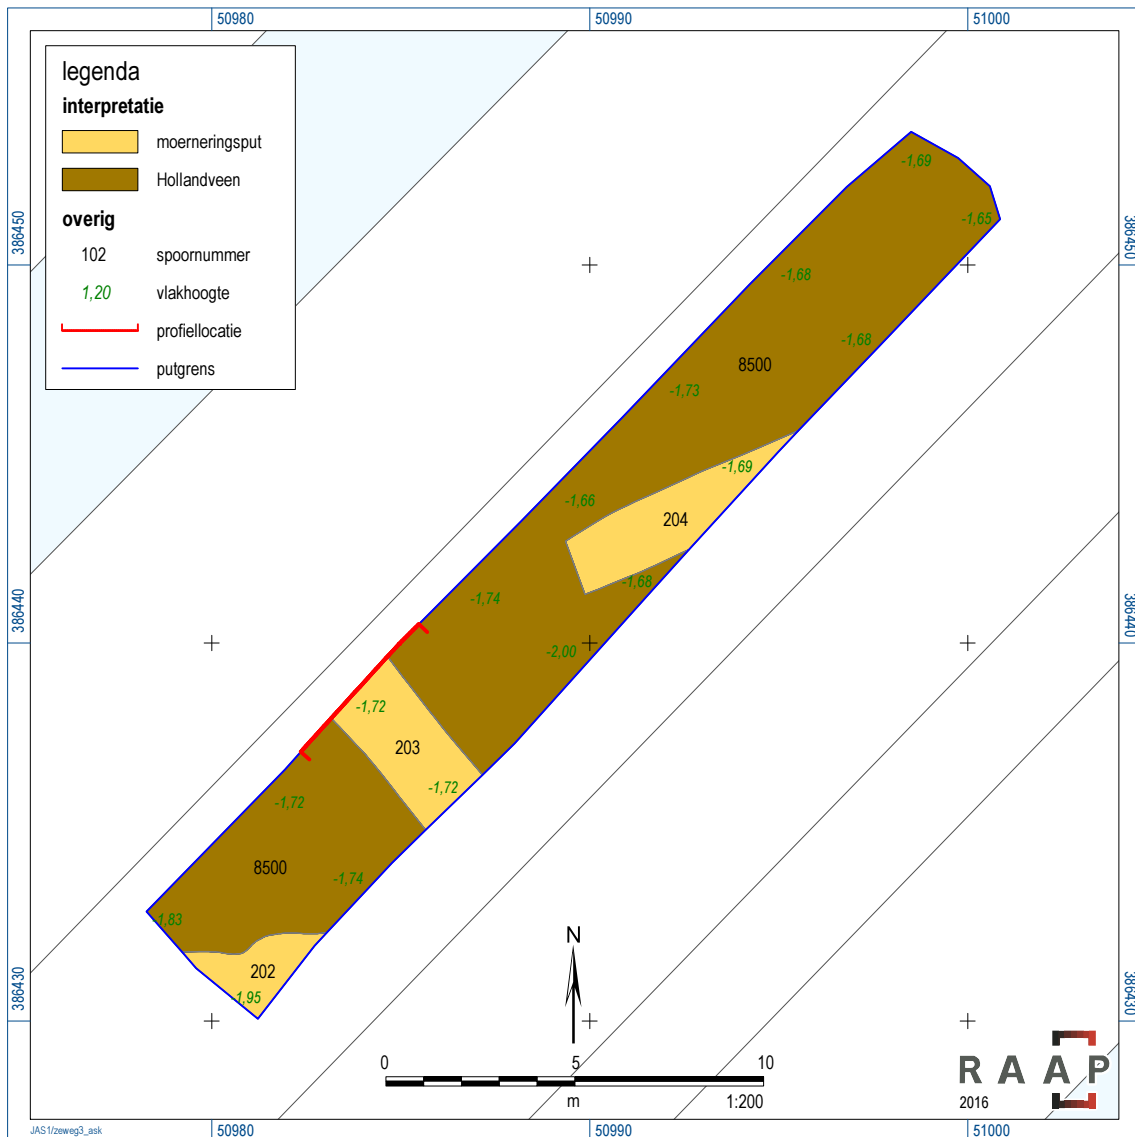 50980 50990 51000
legenda
interpretatie
moerneringsput
Hollandveen
overig
102 spoornummer
1,20 vlakhoogte
profiellocatie
putgrens
386450 386450
-1,69
-1,65
-1,68
-1,68
8500
-1,73
-1,69
-1,66
204
-1,68
-1,74
386440 386440
-2,00
-1,72
203
-1,72
-1,72
8500
-1,74
-1,83
202
-1,95
386430 386430
N
0 5 10
m 1:200
RAAP
2016
JAS1/zeweg3_ask
50980 50990 51000